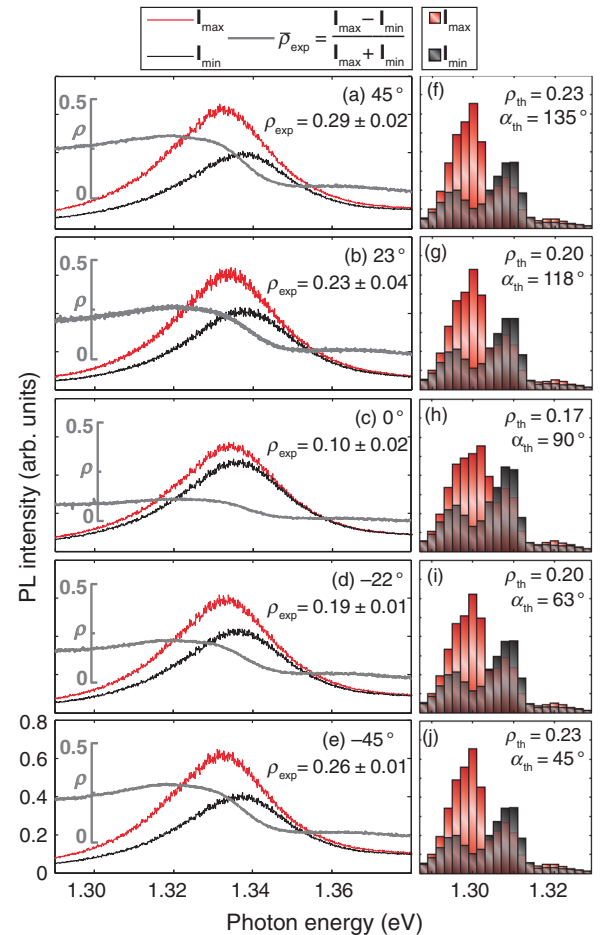 I_max
I_min
ρ̄_exp = (I_max − I_min) / (I_max + I_min)
I_max
I_min
(a) 45°
ρ_exp = 0.29 ± 0.02
0.5
ρ
0
(f)
ρ_th = 0.23
α_th = 135°
(b) 23°
ρ_exp = 0.23 ± 0.04
0.5
ρ
0
(g)
ρ_th = 0.20
α_th = 118°
(c) 0°
ρ_exp = 0.10 ± 0.02
0.5
ρ
0
(h)
ρ_th = 0.17
α_th = 90°
(d) −22°
ρ_exp = 0.19 ± 0.01
0.5
ρ
0
(i)
ρ_th = 0.20
α_th = 63°
(e) −45°
ρ_exp = 0.26 ± 0.01
0.5
ρ
0
(j)
ρ_th = 0.23
α_th = 45°
0.8
0.6
0.4
0.2
0
PL intensity (arb. units)
1.30 1.32 1.34 1.36
1.30 1.32
Photon energy (eV)